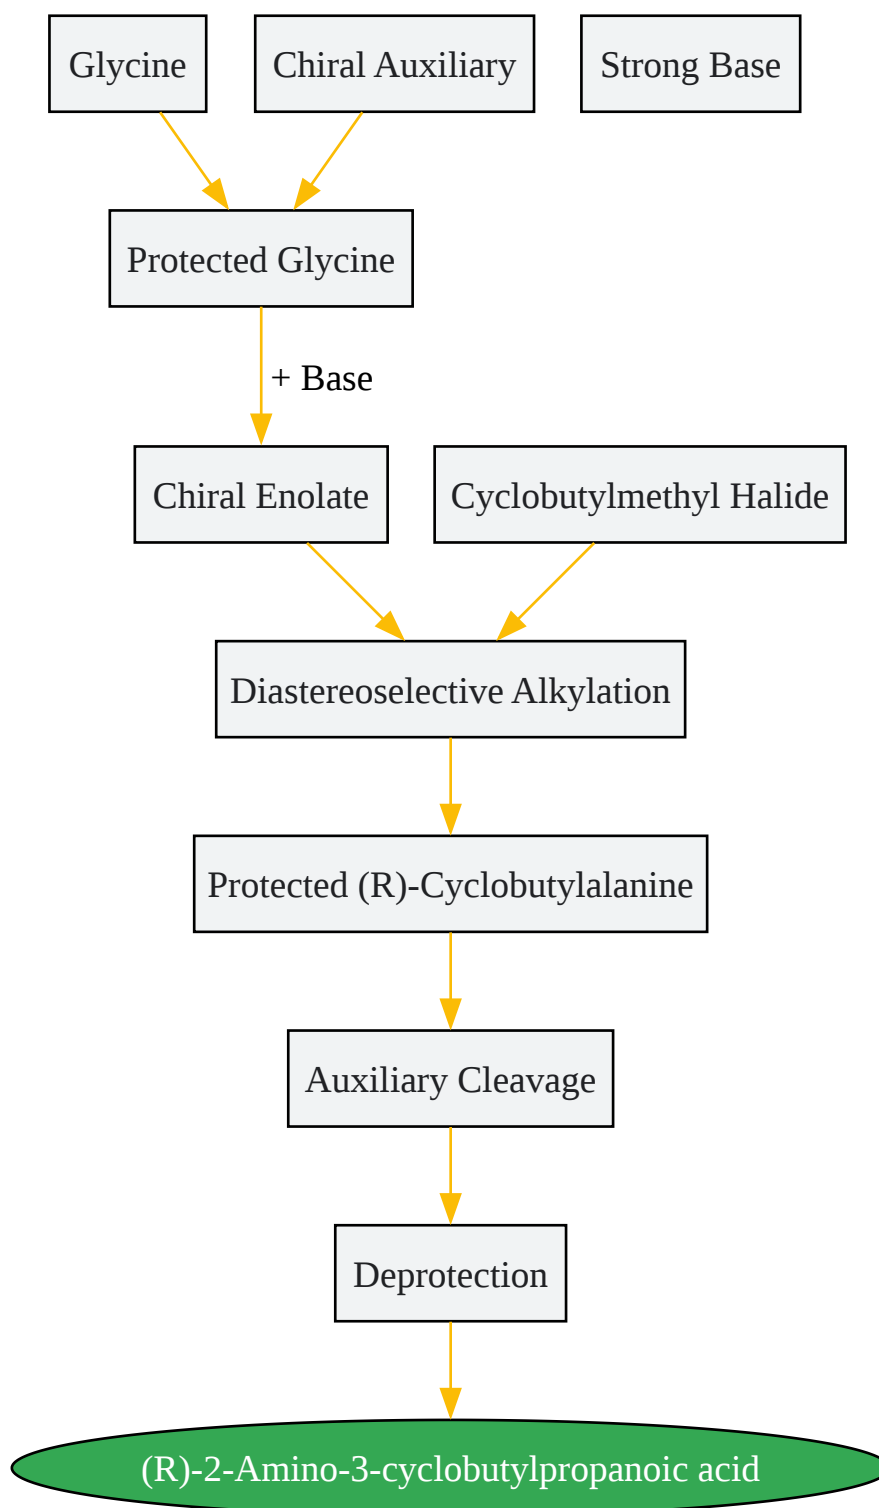 Glycine
Chiral Auxiliary
Strong Base
Protected Glycine
+ Base
Chiral Enolate
Cyclobutylmethyl Halide
Diastereoselective Alkylation
Protected (R)-Cyclobutylalanine
Auxiliary Cleavage
Deprotection
(R)-2-Amino-3-cyclobutylpropanoic acid